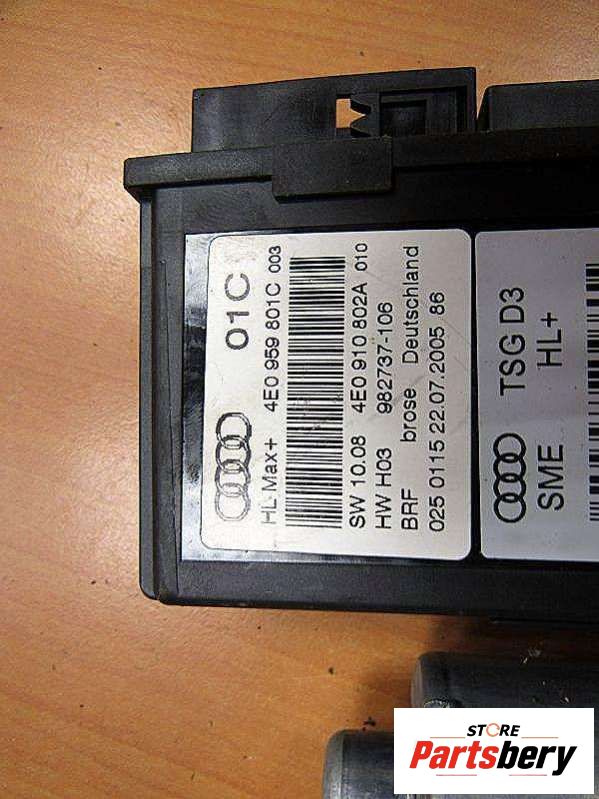 01C
HL Max+ 4E0 959 801C 003
SW 10.08 4E0 910 802A 010
HW H03 982737-106
BRF brose Deutschland
025 0115 22.07.2005 86
TSG D3
SME HL+
STORE
Partsbery